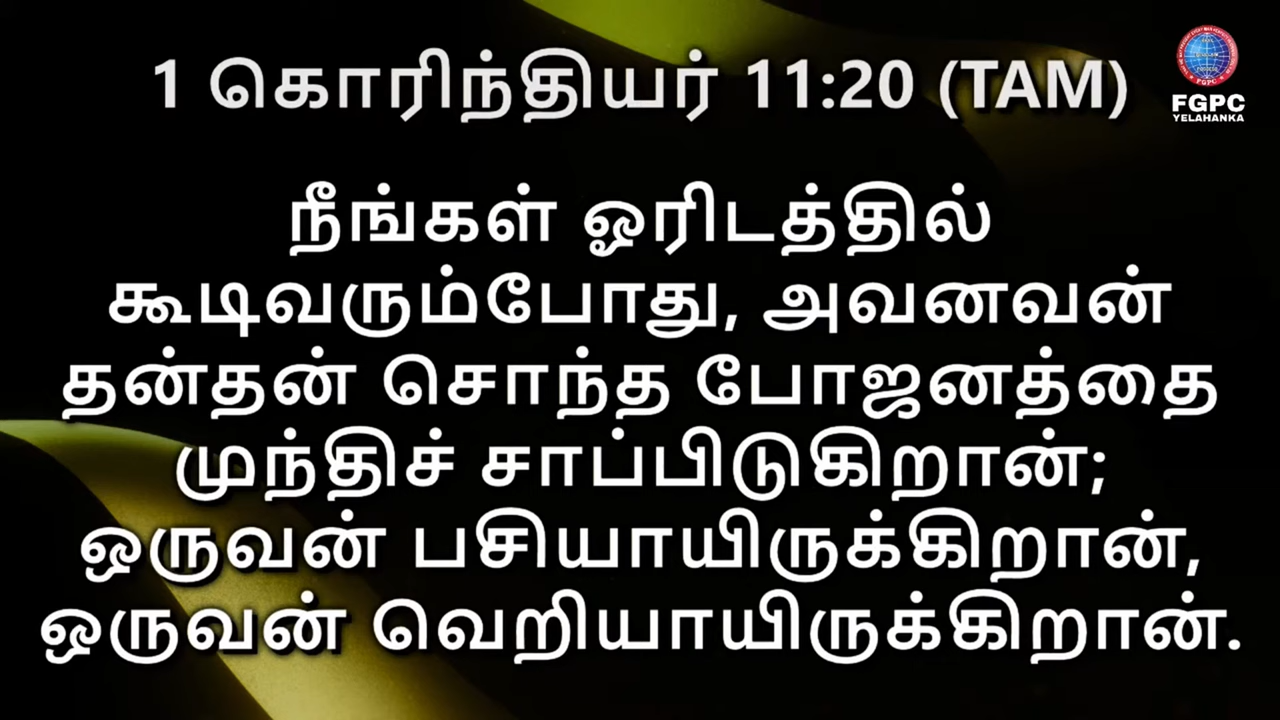 1 கொரிந்தியர் 11:20 (TAM)
FGPC
YELAHANKA
நீங்கள் ஓரிடத்தில்
கூடிவரும்போது, அவனவன்
தன்தன் சொந்த போஜனத்தை
முந்திச் சாப்பிடுகிறான்;
ஒருவன் பசியாயிருக்கிறான்,
ஒருவன் வெறியாயிருக்கிறான்.